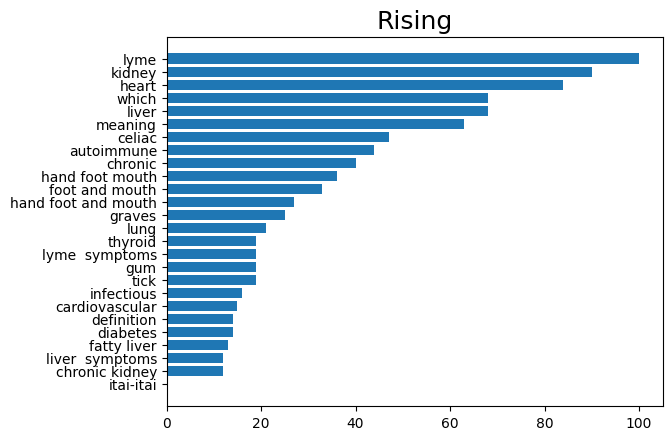 Rising
lyme
kidney
heart
which
liver
meaning
celiac
autoimmune
chronic
hand foot mouth
foot and mouth
hand foot and mouth
graves
lung
thyroid
lyme  symptoms
gum
tick
infectious
cardiovascular
definition
diabetes
fatty liver
liver  symptoms
chronic kidney
itai-itai
0 20 40 60 80 100